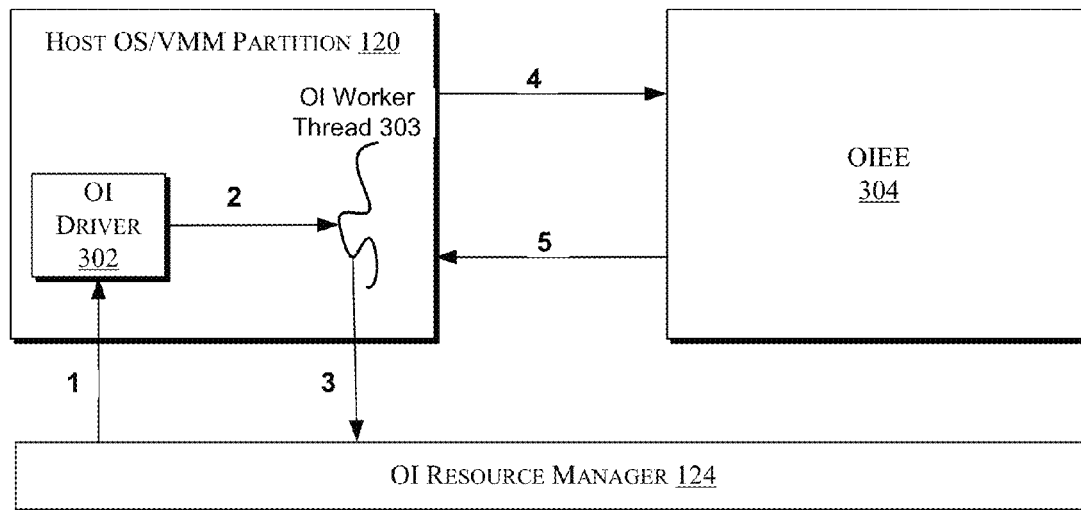 HOST OS/VMM PARTITION 120
OI Worker
Thread 303
4
OI
DRIVER
302
2
OIEE
304
5
1
3
OI RESOURCE MANAGER 124